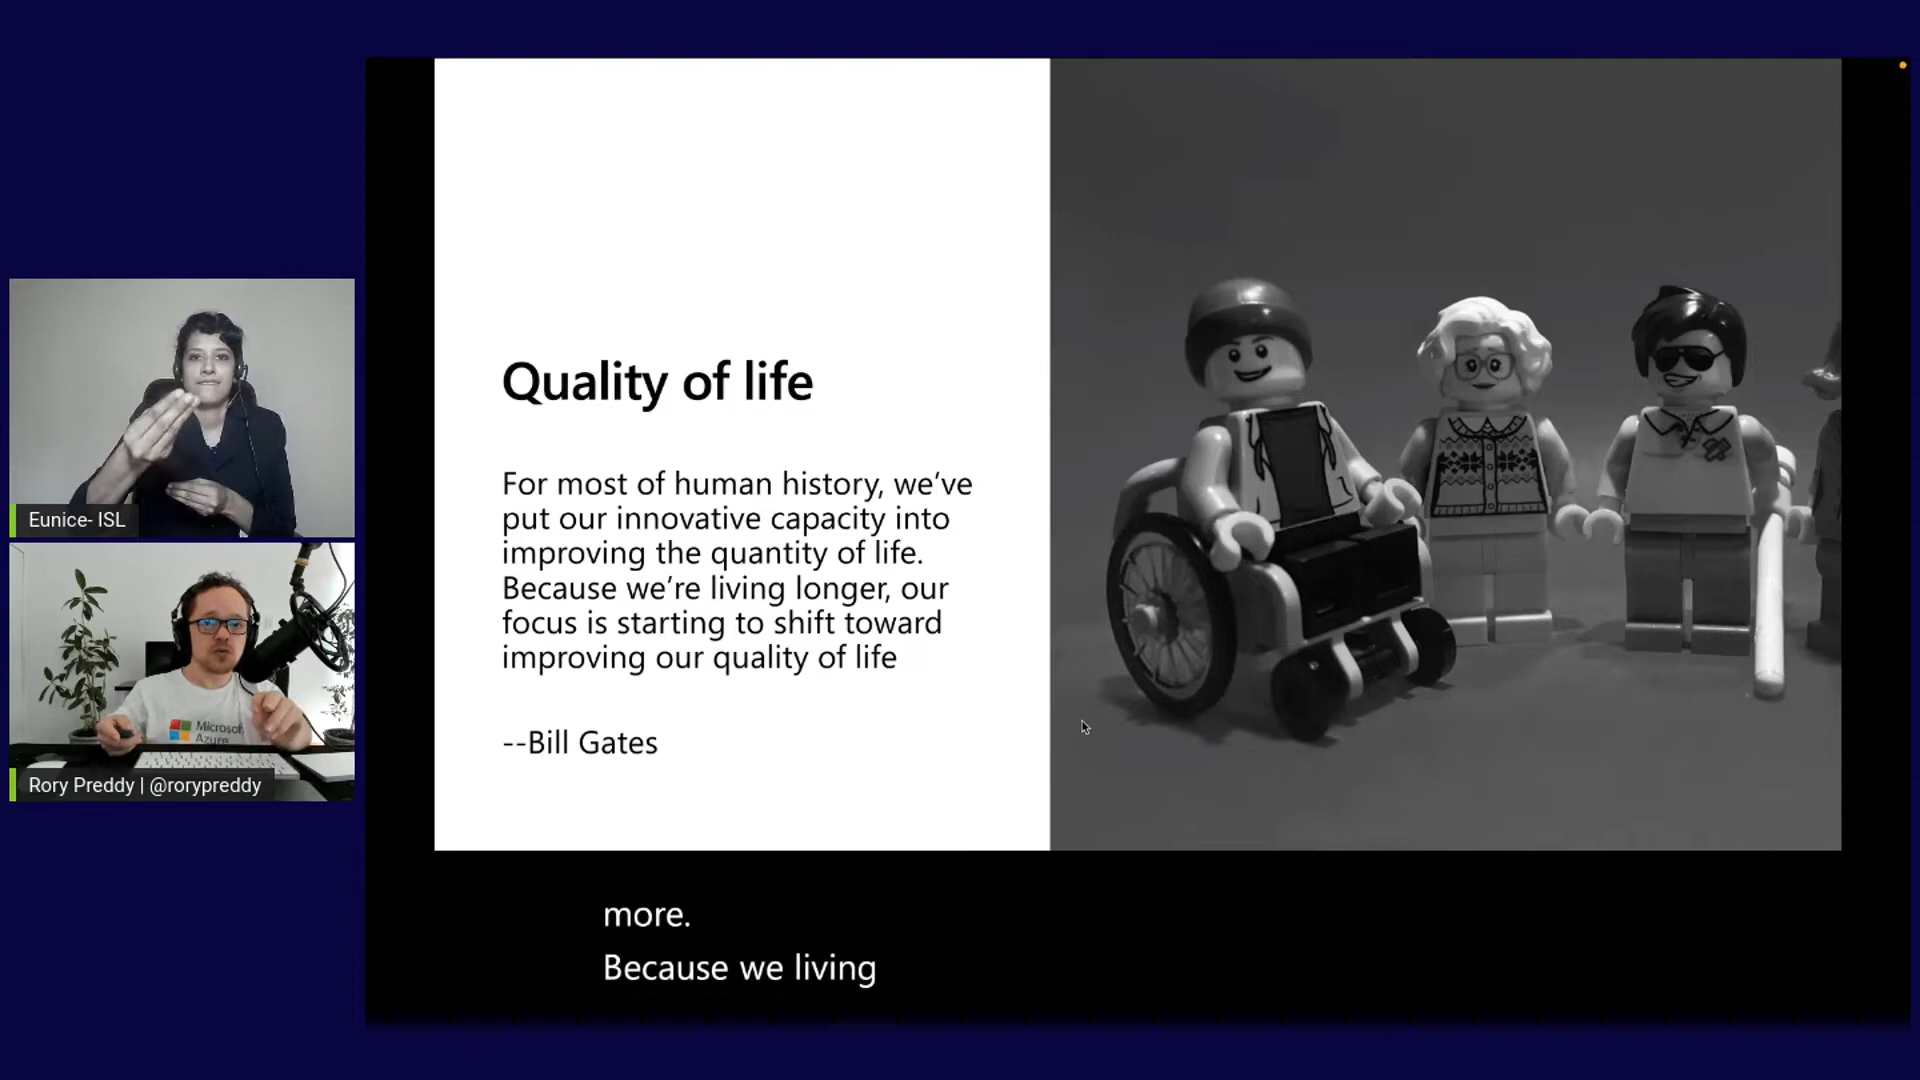 Quality of life
For most of human history, we’ve
put our innovative capacity into
improving the quantity of life.
Because we’re living longer, our
focus is starting to shift toward
improving our quality of life
--Bill Gates
Eunice- ISL
Microsoft
Azure
Rory Preddy | @rorypreddy
more.
Because we living